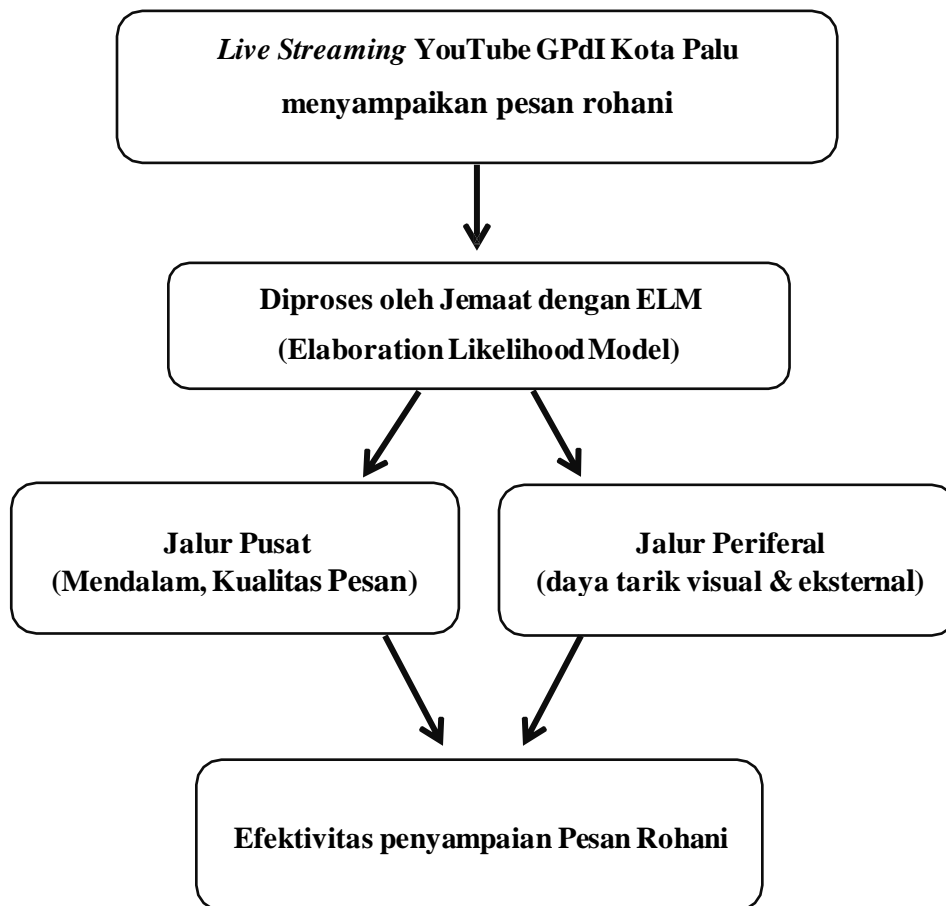 Live Streaming YouTube GPdI Kota Palu
menyampaikan pesan rohani
Diproses oleh Jemaat dengan ELM
(Elaboration Likelihood Model)
Jalur Pusat
(Mendalam, Kualitas Pesan)
Jalur Periferal
(daya tarik visual & eksternal)
Efektivitas penyampaian Pesan Rohani